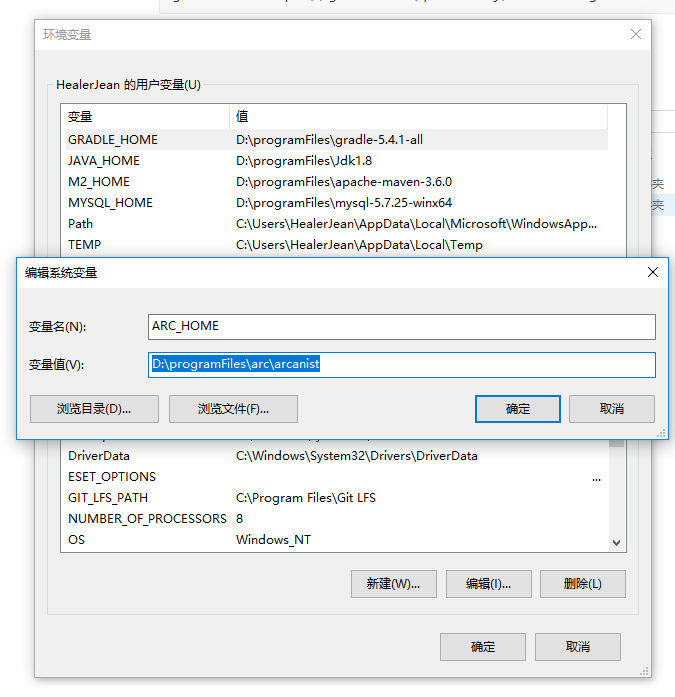 环境变量
HealerJean 的用户变量(U)
变量 值
GRADLE_HOME D:\programFiles\gradle-5.4.1-all
JAVA_HOME D:\programFiles\Jdk1.8
M2_HOME D:\programFiles\apache-maven-3.6.0
MYSQL_HOME D:\programFiles\mysql-5.7.25-winx64
Path C:\Users\HealerJean\AppData\Local\Microsoft\WindowsApp...
TEMP C:\Users\HealerJean\AppData\Local\Temp
夹
夹
编辑系统变量
变量名(N): ARC_HOME
变量值(V): D:\programFiles\arc\arcanist
浏览目录(D)... 浏览文件(F)... 确定 取消
DriverData C:\Windows\System32\Drivers\DriverData
ESET_OPTIONS ...
GIT_LFS_PATH C:\Program Files\Git LFS
NUMBER_OF_PROCESSORS 8
OS Windows_NT
新建(W)... 编辑(I)... 删除(L)
确定 取消